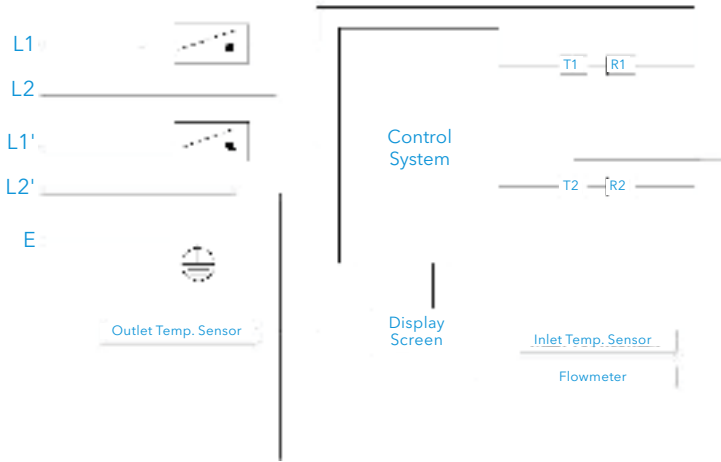 L1
L2
L1'
L2'
E
Outlet Temp. Sensor
Control
System
Display
Screen
T1
R1
T2
R2
Inlet Temp. Sensor
Flowmeter